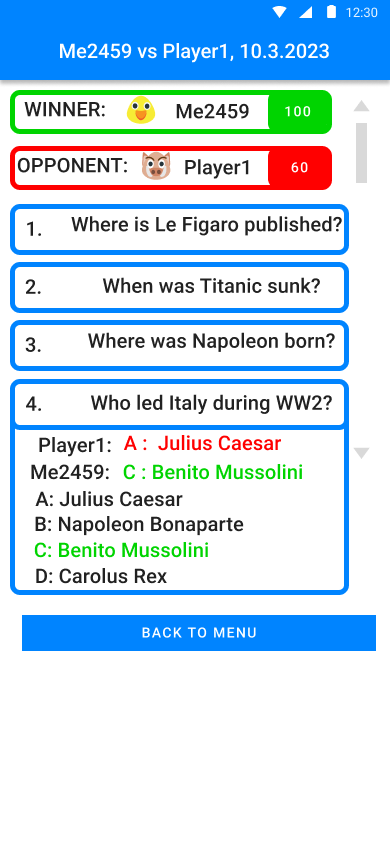 12:30
Me2459 vs Player1, 10.3.2023
WINNER: Me2459 100
OPPONENT: Player1 60
1. Where is Le Figaro published?
2. When was Titanic sunk?
3. Where was Napoleon born?
4. Who led Italy during WW2?
Player1: A : Julius Caesar
Me2459: C : Benito Mussolini
A: Julius Caesar
B: Napoleon Bonaparte
C: Benito Mussolini
D: Carolus Rex
BACK TO MENU